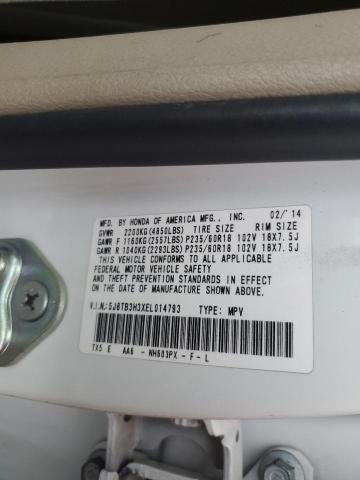 MFD. BY HONDA OF AMERICA MFG., INC. 02/'14
GVWR 2200KG(4850LBS) TIRE SIZE RIM SIZE
GAWR F 1160KG(2557LBS) P235/60R18 102V 18X7.5J
GAWR R 1040KG(2293LBS) P235/60R18 102V 18X7.5J
THIS VEHICLE CONFORMS TO ALL APPLICABLE
FEDERAL MOTOR VEHICLE SAFETY
AND THEFT PREVENTION STANDARDS IN EFFECT ON
THE DATE OF MANUFACTURE SHOWN ABOVE.
V.I.N.:5J8TB3H3XEL014793 TYPE: MPV
TX5 E AA6 - NH603PX - F - L